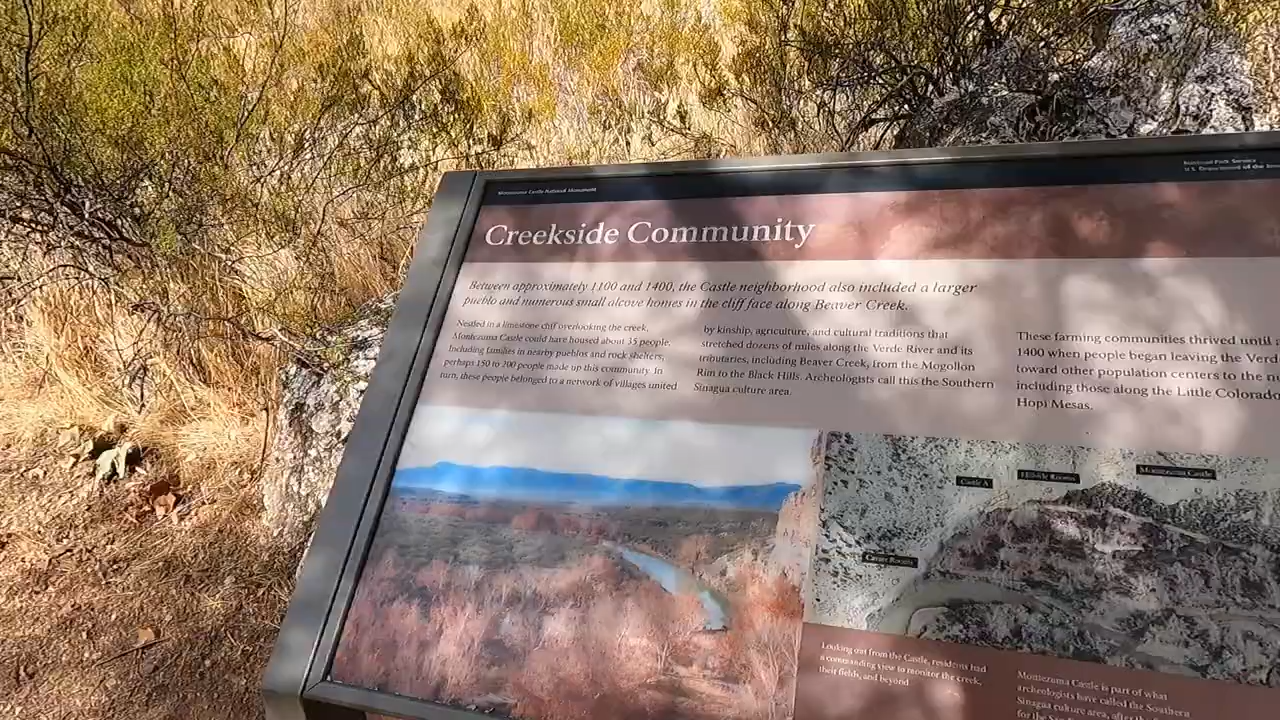 Montezuma Castle National Monument
National Park Service
U.S. Department of the
Creekside Community
Between approximately 1100 and 1400, the Castle neighborhood also included a larger
pueblo and numerous small alcove homes in the cliff face along Beaver Creek.
Nestled in a limestone cliff overlooking the creek,
Montezuma Castle could have housed about 35 people.
Including families in nearby pueblos and rock shelters,
perhaps 150 to 200 people made up this community. In
turn, these people belonged to a network of villages united
by kinship, agriculture, and cultural traditions that
stretched dozens of miles along the Verde River and its
tributaries, including Beaver Creek, from the Mogollon
Rim to the Black Hills. Archeologists call this the Southern
Sinagua culture area.
These farming communities thrived until
1400 when people began leaving the Verd
toward other population centers to the
including those along the Little Colorado
Hopi Mesas.
Castle A
Hillside Rooms
Montezuma Castle
Cavate Rooms
Looking out from the Castle, residents had
a commanding view to monitor the creek,
their fields, and beyond.
Montezuma Castle is part of what
archeologists have called the Southern
Sinagua culture area, after
for the